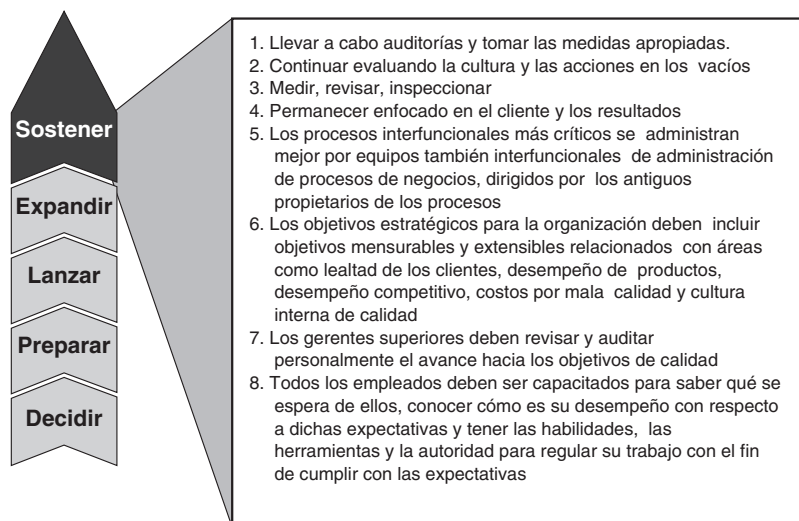 Sostener
Expandir
Lanzar
Preparar
Decidir
1. Llevar a cabo auditorías y tomar las medidas apropiadas.
2. Continuar evaluando la cultura y las acciones en los vacíos
3. Medir, revisar, inspeccionar
4. Permanecer enfocado en el cliente y los resultados
5. Los procesos interfuncionales más críticos se administran
mejor por equipos también interfuncionales de administración
de procesos de negocios, dirigidos por los antiguos
propietarios de los procesos
6. Los objetivos estratégicos para la organización deben incluir
objetivos mensurables y extensibles relacionados con áreas
como lealtad de los clientes, desempeño de productos,
desempeño competitivo, costos por mala calidad y cultura
interna de calidad
7. Los gerentes superiores deben revisar y auditar
personalmente el avance hacia los objetivos de calidad
8. Todos los empleados deben ser capacitados para saber qué se
espera de ellos, conocer cómo es su desempeño con respecto
a dichas expectativas y tener las habilidades, las
herramientas y la autoridad para regular su trabajo con el fin
de cumplir con las expectativas